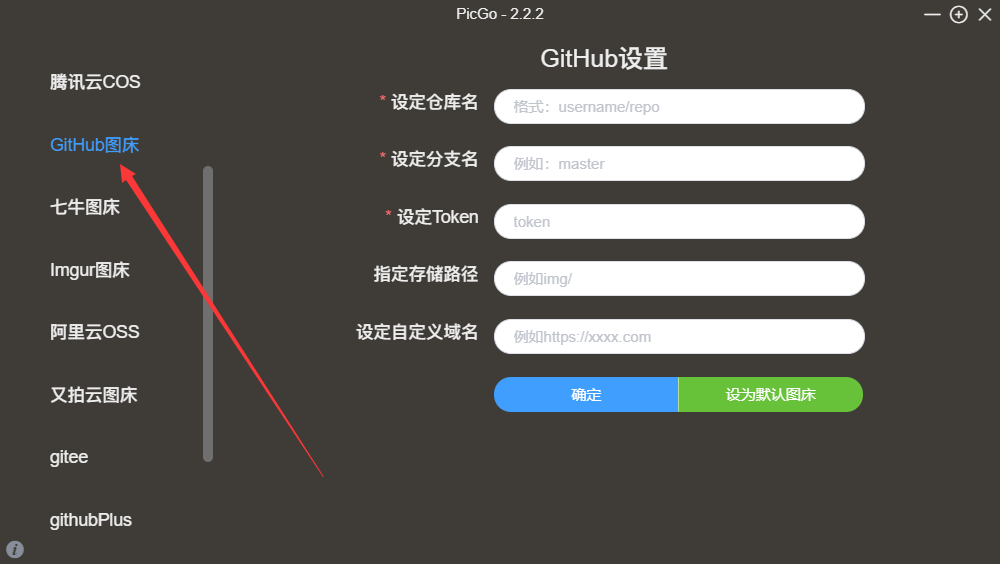 PicGo - 2.2.2
腾讯云COS
GitHub图床
七牛图床
Imgur图床
阿里云OSS
又拍云图床
gitee
githubPlus
GitHub设置
* 设定仓库名 格式：username/repo
* 设定分支名 例如：master
* 设定Token token
指定存储路径 例如img/
设定自定义域名 例如https://xxxx.com
确定 设为默认图床